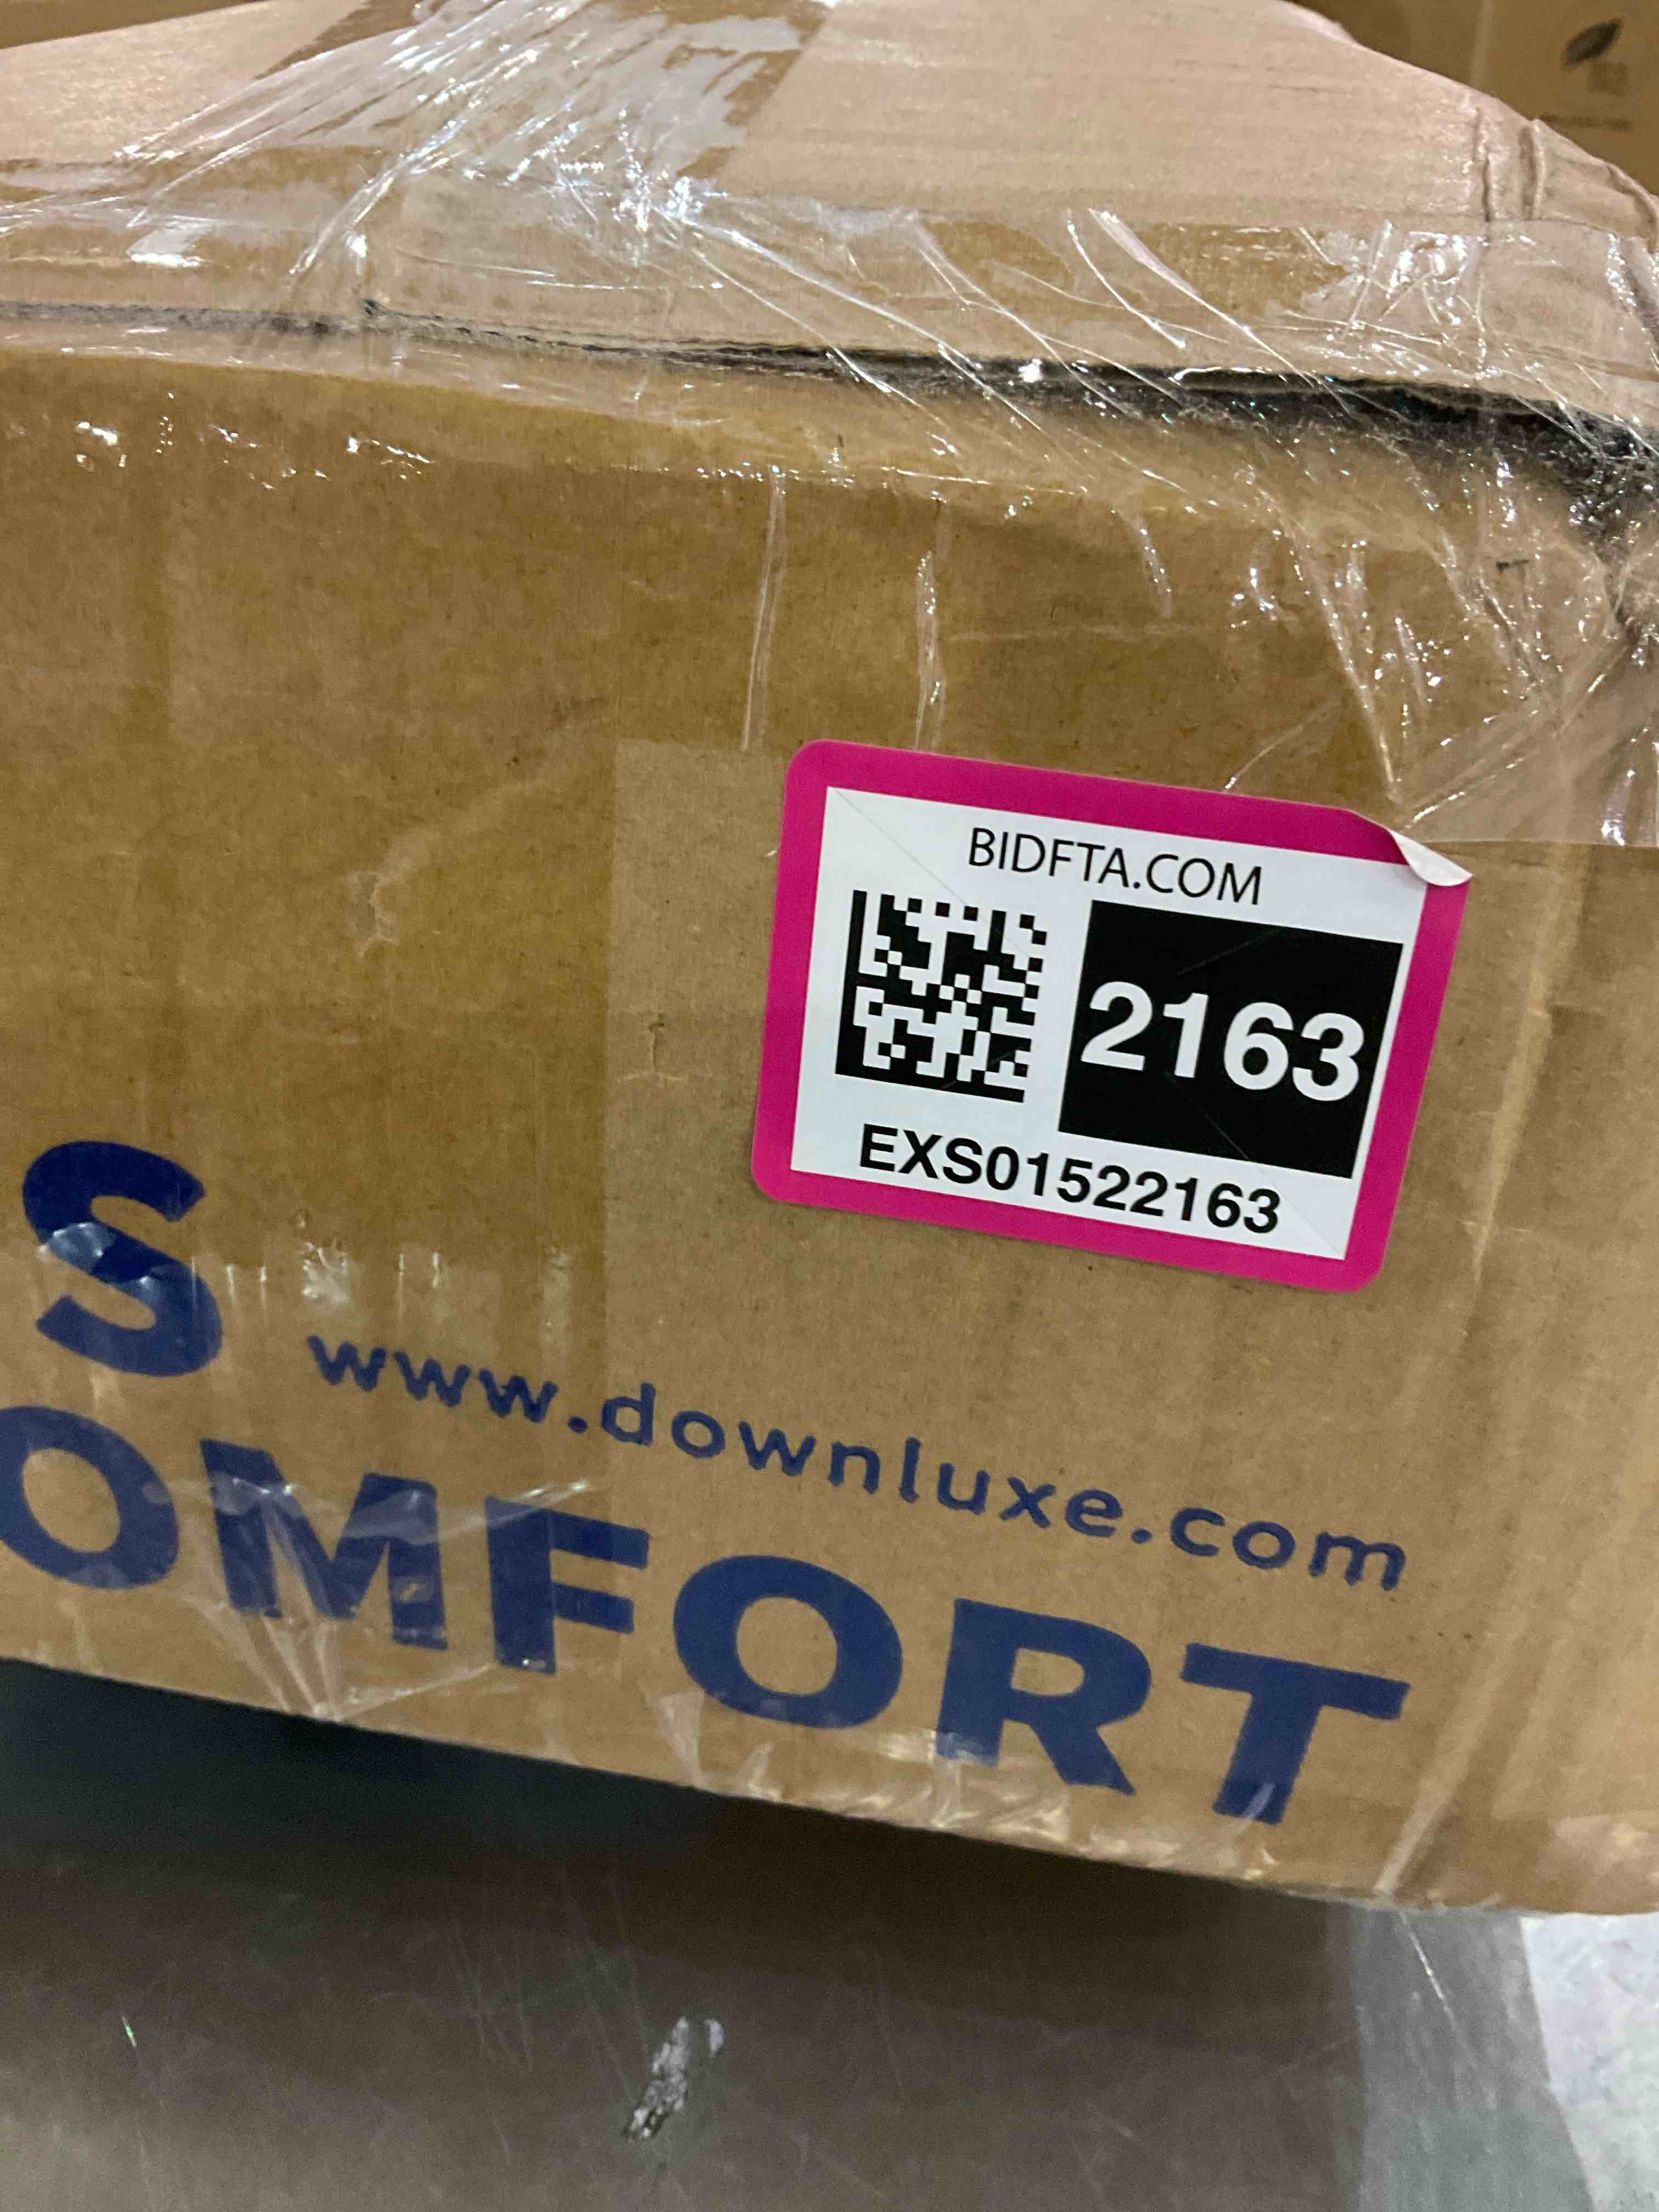 BIDFTA.COM
2163
EXS01522163
S
www.downluxe.com
OMFORT